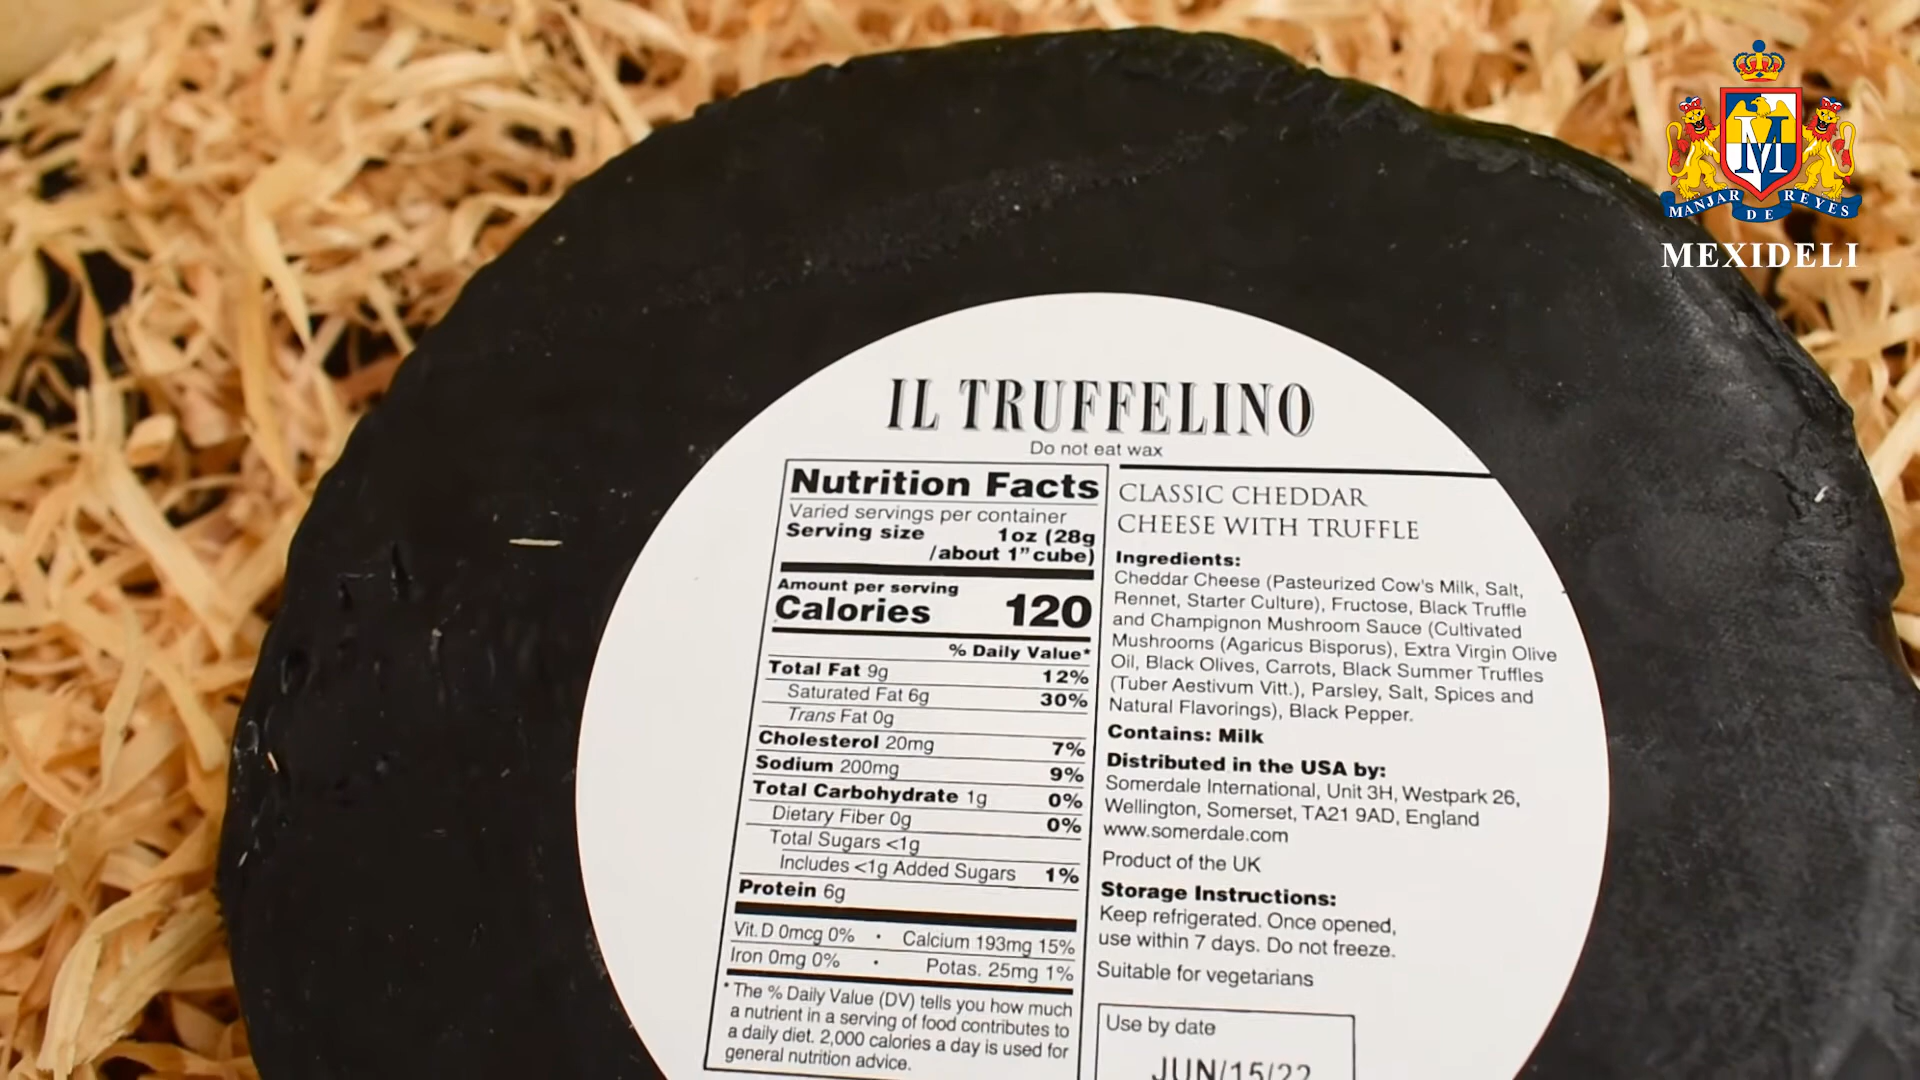 MANJAR DE REYES
MEXIDELI
IL TRUFFELINO
Do not eat wax
Nutrition Facts
Varied servings per container
Serving size 1oz (28g
/about 1” cube)
Amount per serving
Calories 120
% Daily Value*
Total Fat 9g 12%
Saturated Fat 6g 30%
Trans Fat 0g
Cholesterol 20mg 7%
Sodium 200mg 9%
Total Carbohydrate 1g 0%
Dietary Fiber 0g 0%
Total Sugars <1g
Includes <1g Added Sugars 1%
Protein 6g
Vit. D 0mcg 0% • Calcium 193mg 15%
Iron 0mg 0% • Potas. 25mg 1%
* The % Daily Value (DV) tells you how much
a nutrient in a serving of food contributes to
a daily diet. 2,000 calories a day is used for
general nutrition advice.
CLASSIC CHEDDAR
CHEESE WITH TRUFFLE
Ingredients:
Cheddar Cheese (Pasteurized Cow's Milk, Salt,
Rennet, Starter Culture), Fructose, Black Truffle
and Champignon Mushroom Sauce (Cultivated
Mushrooms (Agaricus Bisporus), Extra Virgin Olive
Oil, Black Olives, Carrots, Black Summer Truffles
(Tuber Aestivum Vitt.), Parsley, Salt, Spices and
Natural Flavorings), Black Pepper.
Contains: Milk
Distributed in the USA by:
Somerdale International, Unit 3H, Westpark 26,
Wellington, Somerset, TA21 9AD, England
www.somerdale.com
Product of the UK
Storage Instructions:
Keep refrigerated. Once opened,
use within 7 days. Do not freeze.
Suitable for vegetarians
Use by date
JUN/15/22